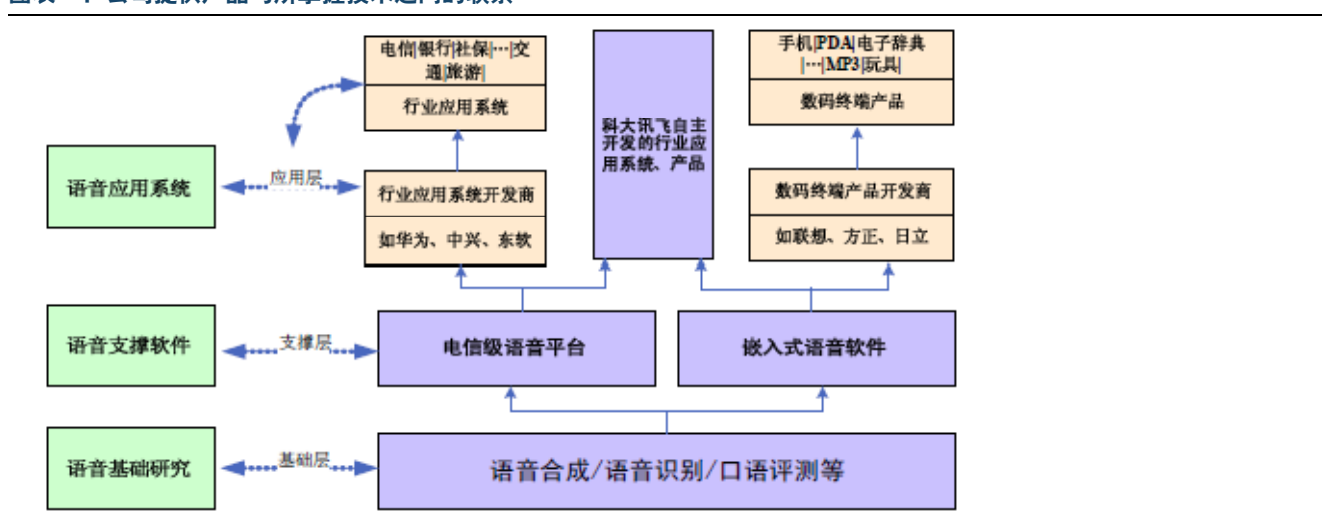 电信|银行|社保|…|交
通|旅游|
行业应用系统
科大讯飞自主
开发的行业应
用系统、产品
手机|PDA|电子辞典
|…|MP3|玩具|
数码终端产品
语音应用系统
应用层
行业应用系统开发商
如华为、中兴、东软
数码终端产品开发商
如联想、方正、日立
语音支撑软件
支撑层
电信级语音平台
嵌入式语音软件
语音基础研究
基础层
语音合成/语音识别/口语评测等